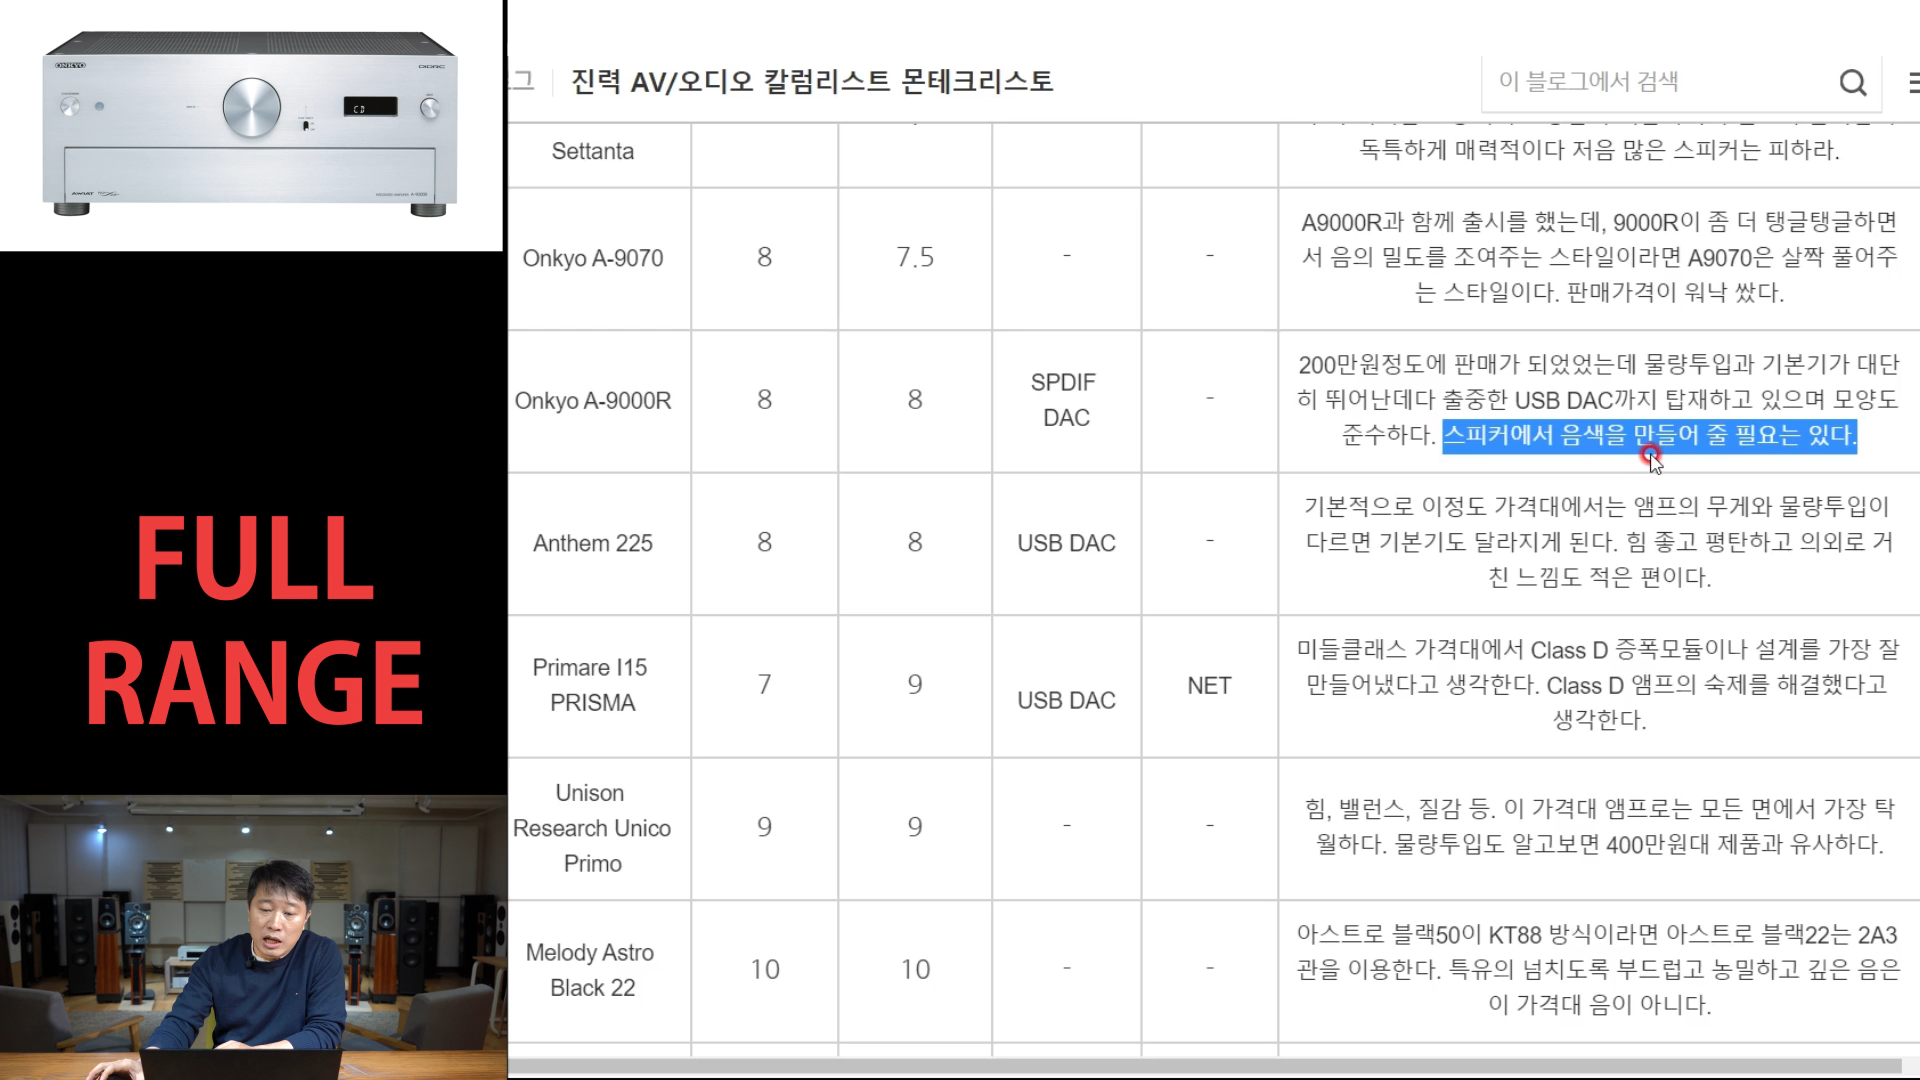 ONKYO
CD
그
진력 AV/오디오 칼럼리스트 몬테크리스토
이 블로그에서 검색
Settanta
독특하게 매력적이다 저음 많은 스피커는 피하라.
Onkyo A-9070
8
7.5
-
-
A9000R과 함께 출시를 했는데, 9000R이 좀 더 탱글탱글하면
서 음의 밀도를 조여주는 스타일이라면 A9070은 살짝 풀어주
는 스타일이다. 판매가격이 워낙 쌌다.
Onkyo A-9000R
8
8
SPDIF
DAC
-
200만원정도에 판매가 되었었는데 물량투입과 기본기가 대단
히 뛰어난데다 출중한 USB DAC까지 탑재하고 있으며 모양도
준수하다. 스피커에서 음색을 만들어 줄 필요는 있다.
Anthem 225
8
8
USB DAC
-
기본적으로 이정도 가격대에서는 앰프의 무게와 물량투입이
다르면 기본기도 달라지게 된다. 힘 좋고 평탄하고 의외로 거
친 느낌도 적은 편이다.
Primare I15
PRISMA
7
9
USB DAC
NET
미들클래스 가격대에서 Class D 증폭모듈이나 설계를 가장 잘
만들어냈다고 생각한다. Class D 앰프의 숙제를 해결했다고
생각한다.
Unison
Research Unico
Primo
9
9
-
-
힘, 밸런스, 질감 등. 이 가격대 앰프로는 모든 면에서 가장 탁
월하다. 물량투입도 알고보면 400만원대 제품과 유사하다.
Melody Astro
Black 22
10
10
-
-
아스트로 블랙50이 KT88 방식이라면 아스트로 블랙22는 2A3
관을 이용한다. 특유의 넘치도록 부드럽고 농밀하고 깊은 음은
이 가격대 음이 아니다.
FULL
RANGE